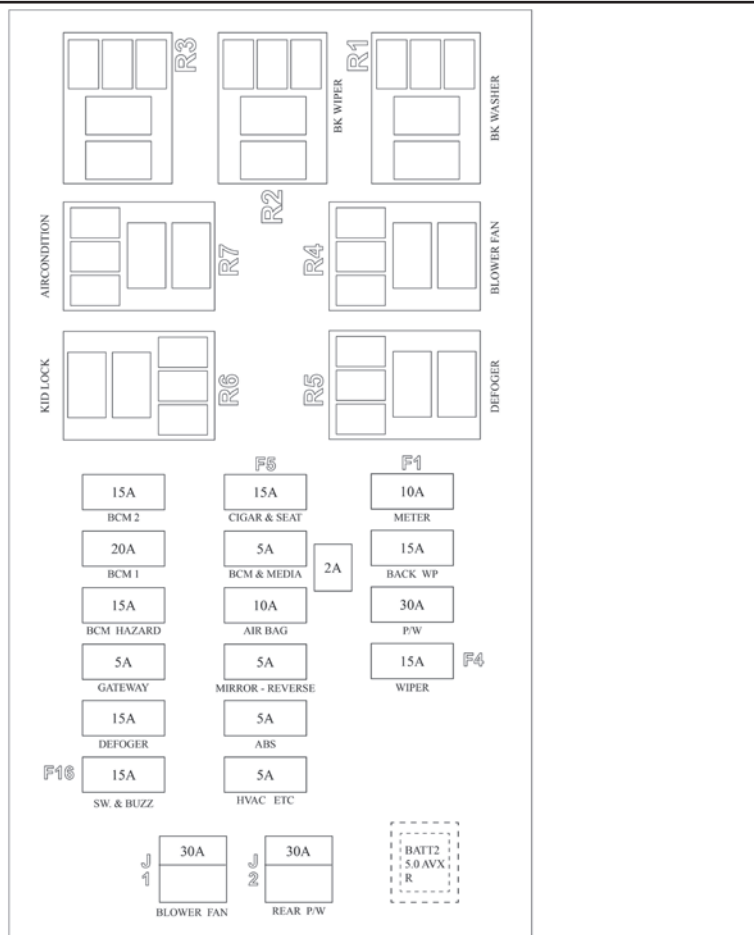 R3
R2
BK WIPER
R1
BK WASHER
AIRCONDITION
R7
R4
BLOWER FAN
KID LOCK
R6
R5
DEFOGER
F5
F1
15A
BCM 2
15A
CIGAR & SEAT
10A
METER
20A
BCM 1
5A
BCM & MEDIA
2A
15A
BACK WP
15A
BCM HAZARD
10A
AIR BAG
30A
P/W
5A
GATEWAY
5A
MIRROR - REVERSE
15A
WIPER
F4
15A
DEFOGER
5A
ABS
F16
15A
SW. & BUZZ
5A
HVAC ETC
J1
30A
BLOWER FAN
J2
30A
REAR P/W
BATT2
5.0 AVX
R